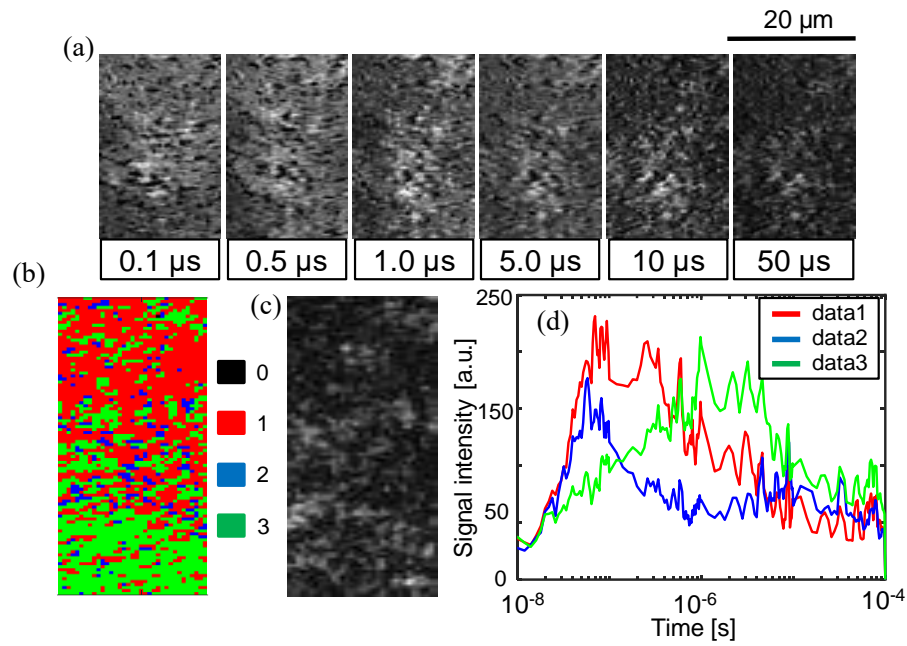 20 µm
(a)
0.1 µs 0.5 µs 1.0 µs 5.0 µs 10 µs 50 µs
(b)
0
1
2
3
(c)
(d)
data1
data2
data3
Signal intensity [a.u.]
250
150
50
0
10-8 10-6 10-4
Time [s]